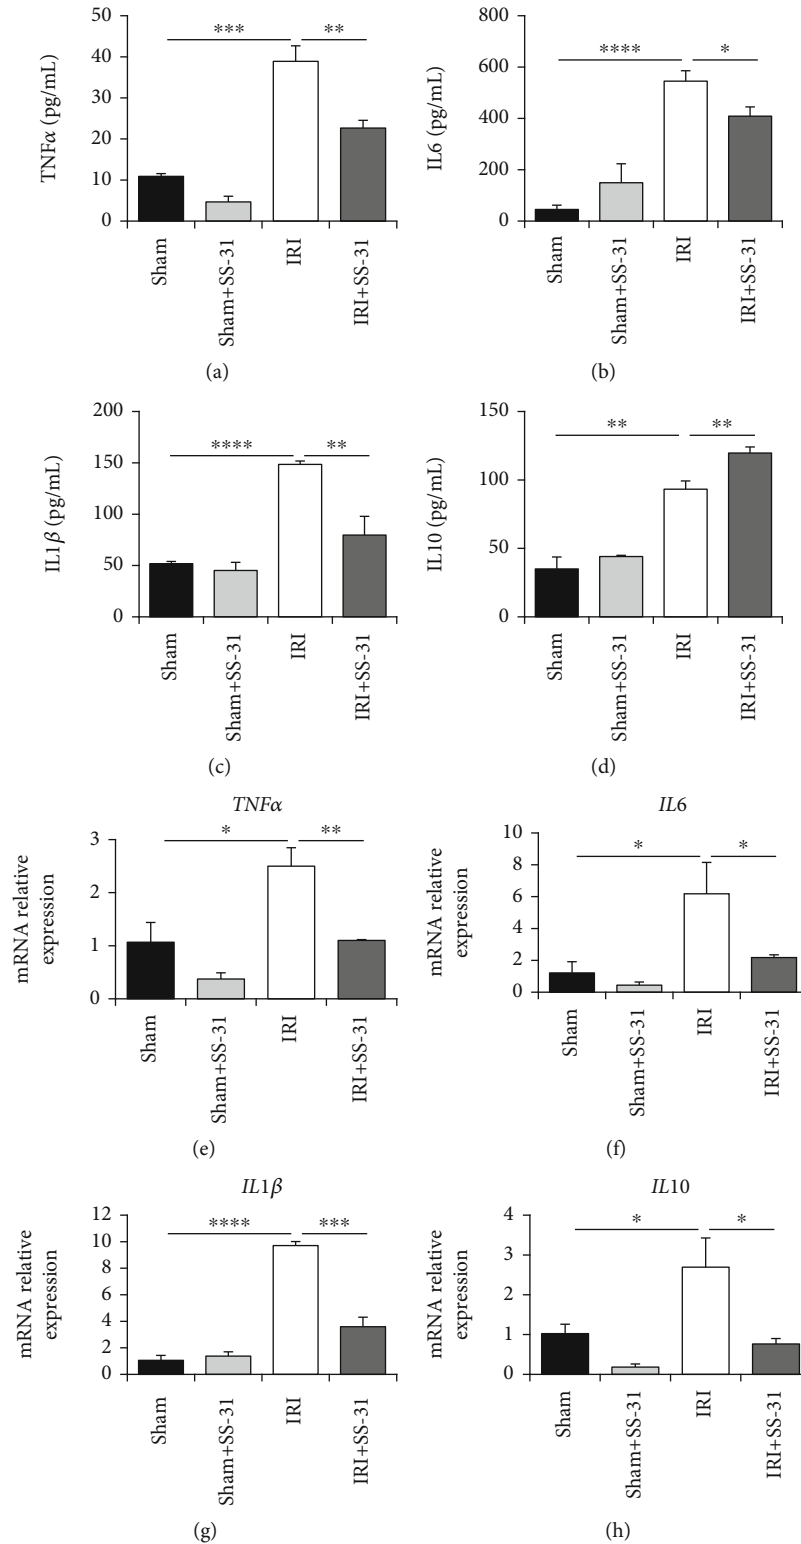 TNFα (pg/mL)
50
40
30
20
10
0
***
**
Sham
Sham+SS-31
IRI
IRI+SS-31
(a)
IL6 (pg/mL)
800
600
400
200
0
****
*
Sham
Sham+SS-31
IRI
IRI+SS-31
(b)
IL1β (pg/mL)
200
150
100
50
0
****
**
Sham
Sham+SS-31
IRI
IRI+SS-31
(c)
IL10 (pg/mL)
150
100
50
0
**
**
Sham
Sham+SS-31
IRI
IRI+SS-31
(d)
TNFα
mRNA relative
expression
3
2
1
0
*
**
Sham
Sham+SS-31
IRI
IRI+SS-31
(e)
IL6
mRNA relative
expression
10
8
6
4
2
0
*
*
Sham
Sham+SS-31
IRI
IRI+SS-31
(f)
IL1β
mRNA relative
expression
12
10
8
6
4
2
0
****
***
Sham
Sham+SS-31
IRI
IRI+SS-31
(g)
IL10
mRNA relative
expression
4
3
2
1
0
*
*
Sham
Sham+SS-31
IRI
IRI+SS-31
(h)